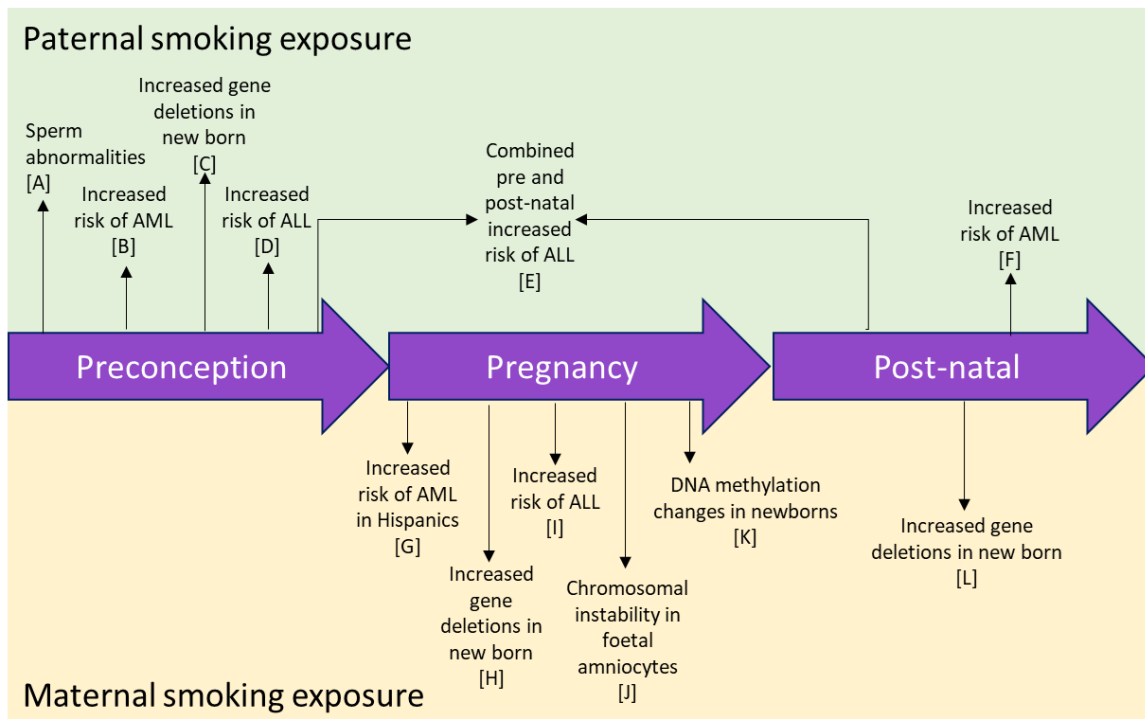 Paternal smoking exposure
Sperm
abnormalities
[A]
Increased
risk of AML
[B]
Increased gene
deletions in
new born
[C]
Increased
risk of ALL
[D]
Combined
pre and
post-natal
increased
risk of ALL
[E]
Increased
risk of AML
[F]
Preconception
Pregnancy
Post-natal
Increased
risk of AML
in Hispanics
[G]
Increased
gene
deletions in
new born
[H]
Increased
risk of ALL
[I]
Chromosomal
instability in
foetal
amniocytes
[J]
DNA methylation
changes in newborns
[K]
Increased gene
deletions in new born
[L]
Maternal smoking exposure